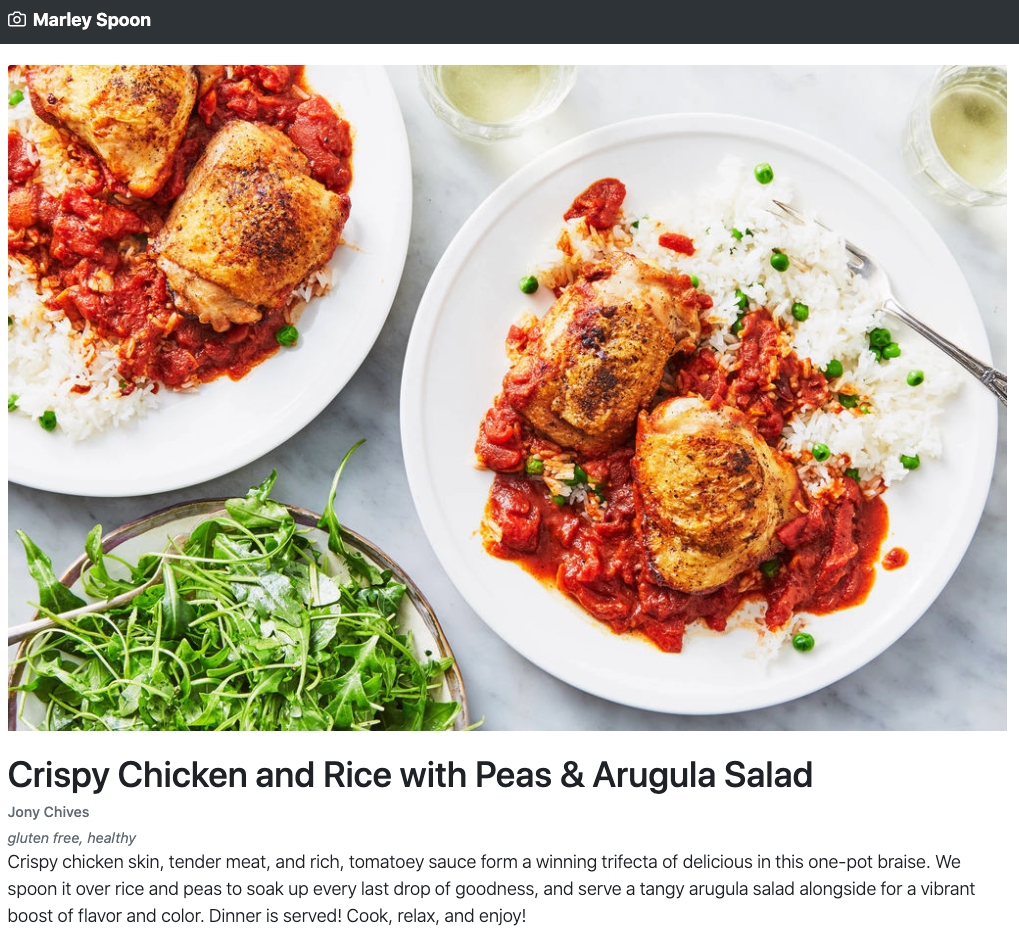 Marley Spoon
Crispy Chicken and Rice with Peas & Arugula Salad
Jony Chives
gluten free, healthy
Crispy chicken skin, tender meat, and rich, tomatoey sauce form a winning trifecta of delicious in this one-pot braise. We
spoon it over rice and peas to soak up every last drop of goodness, and serve a tangy arugula salad alongside for a vibrant
boost of flavor and color. Dinner is served! Cook, relax, and enjoy!